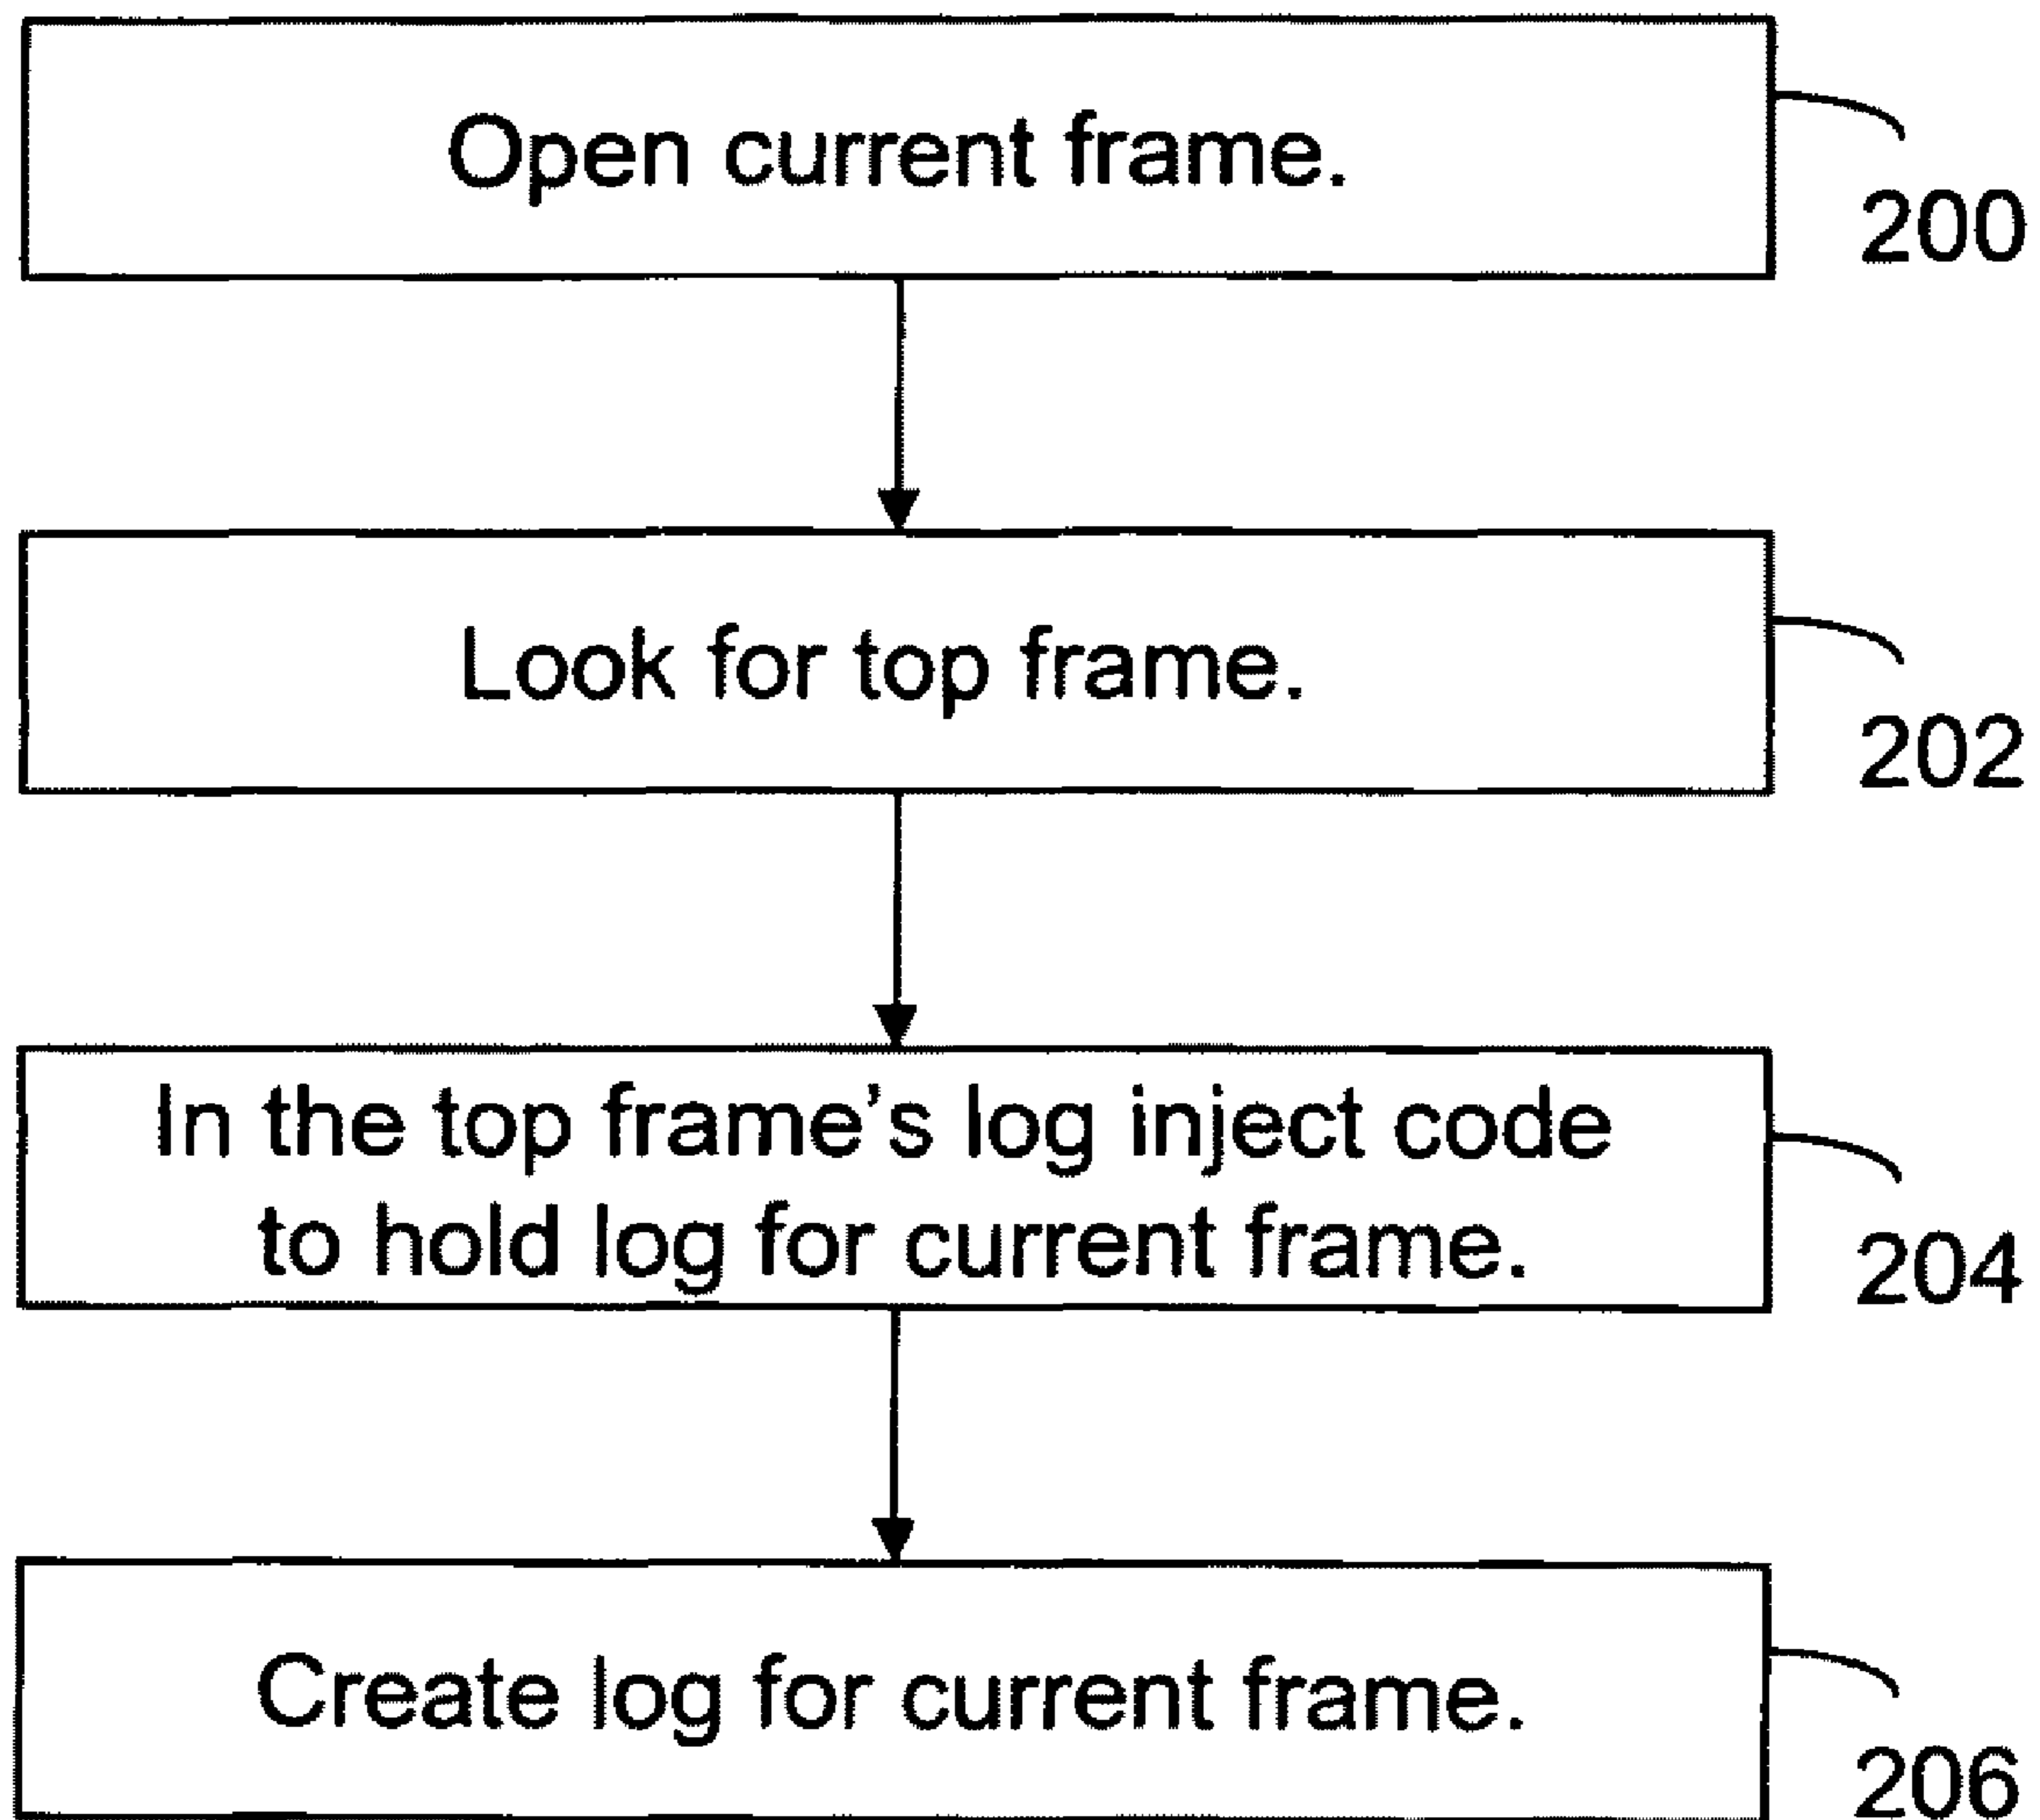 Open current frame.
200
Look for top frame.
202
In the top frame's log inject code
to hold log for current frame.
204
Create log for current frame.
206